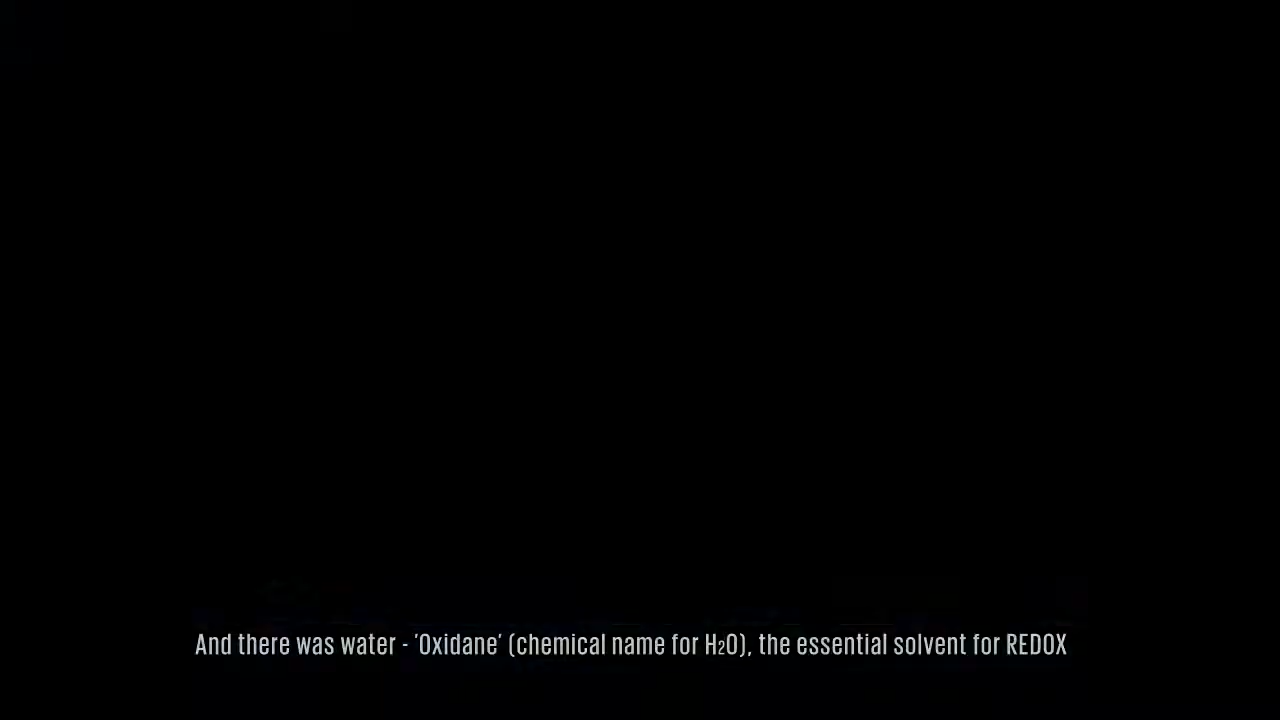 And there was water - 'Oxidane' (chemical name for H₂O), the essential solvent for REDOX